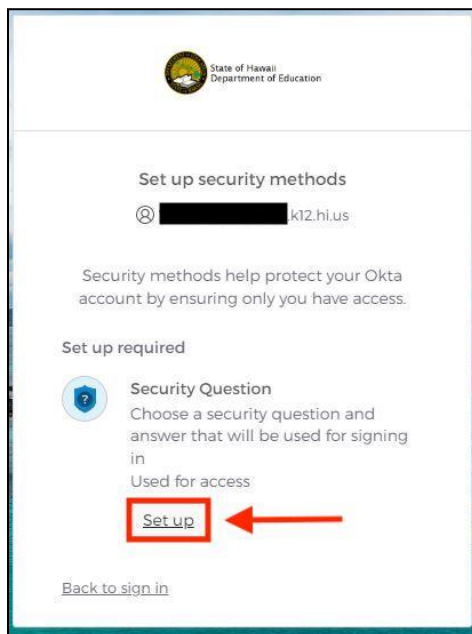 State of Hawaii
Department of Education
Set up security methods
.k12.hi.us
Security methods help protect your Okta
account by ensuring only you have access.
Set up required
Security Question
Choose a security question and
answer that will be used for signing
in
Used for access
Set up
Back to sign in